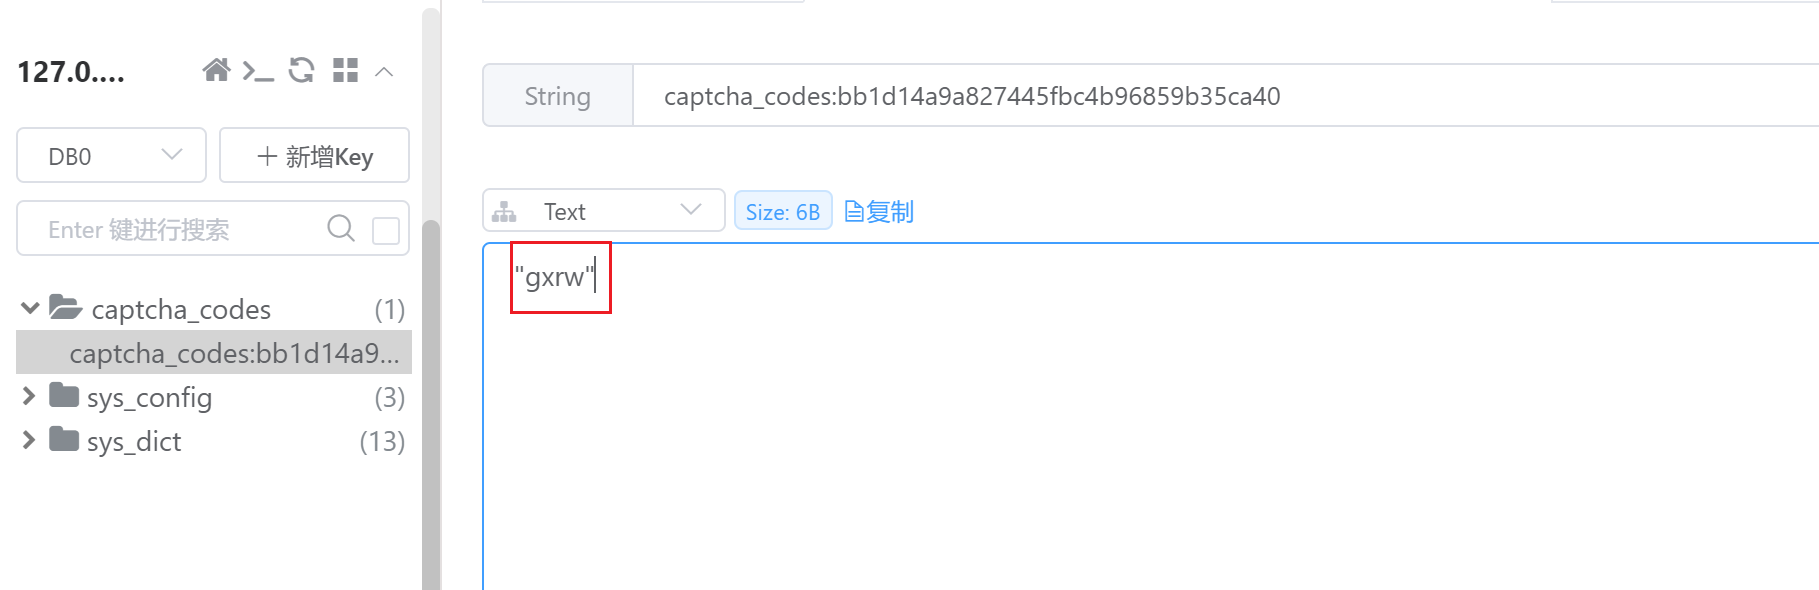 127.0....
DB0
新增Key
Enter 键进行搜索
captcha_codes (1)
captcha_codes:bb1d14a9...
sys_config (3)
sys_dict (13)
String captcha_codes:bb1d14a9a827445fbc4b96859b35ca40
Text Size: 6B 复制
"gxrw"